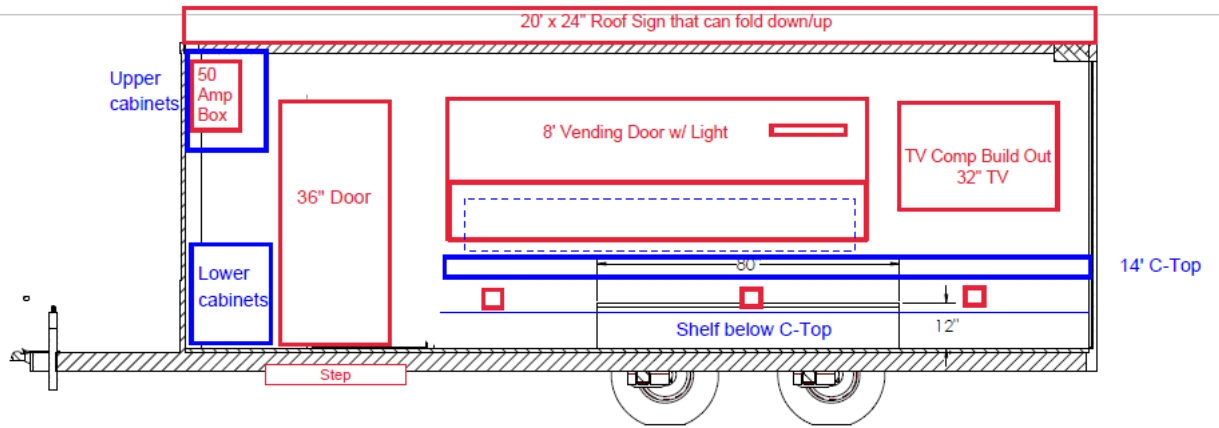 20' x 24" Roof Sign that can fold down/up
Upper
cabinets
50
Amp
Box
8' Vending Door w/ Light
TV Comp Build Out
32" TV
36" Door
Lower
cabinets
80"
14' C-Top
Shelf below C-Top
12"
Step